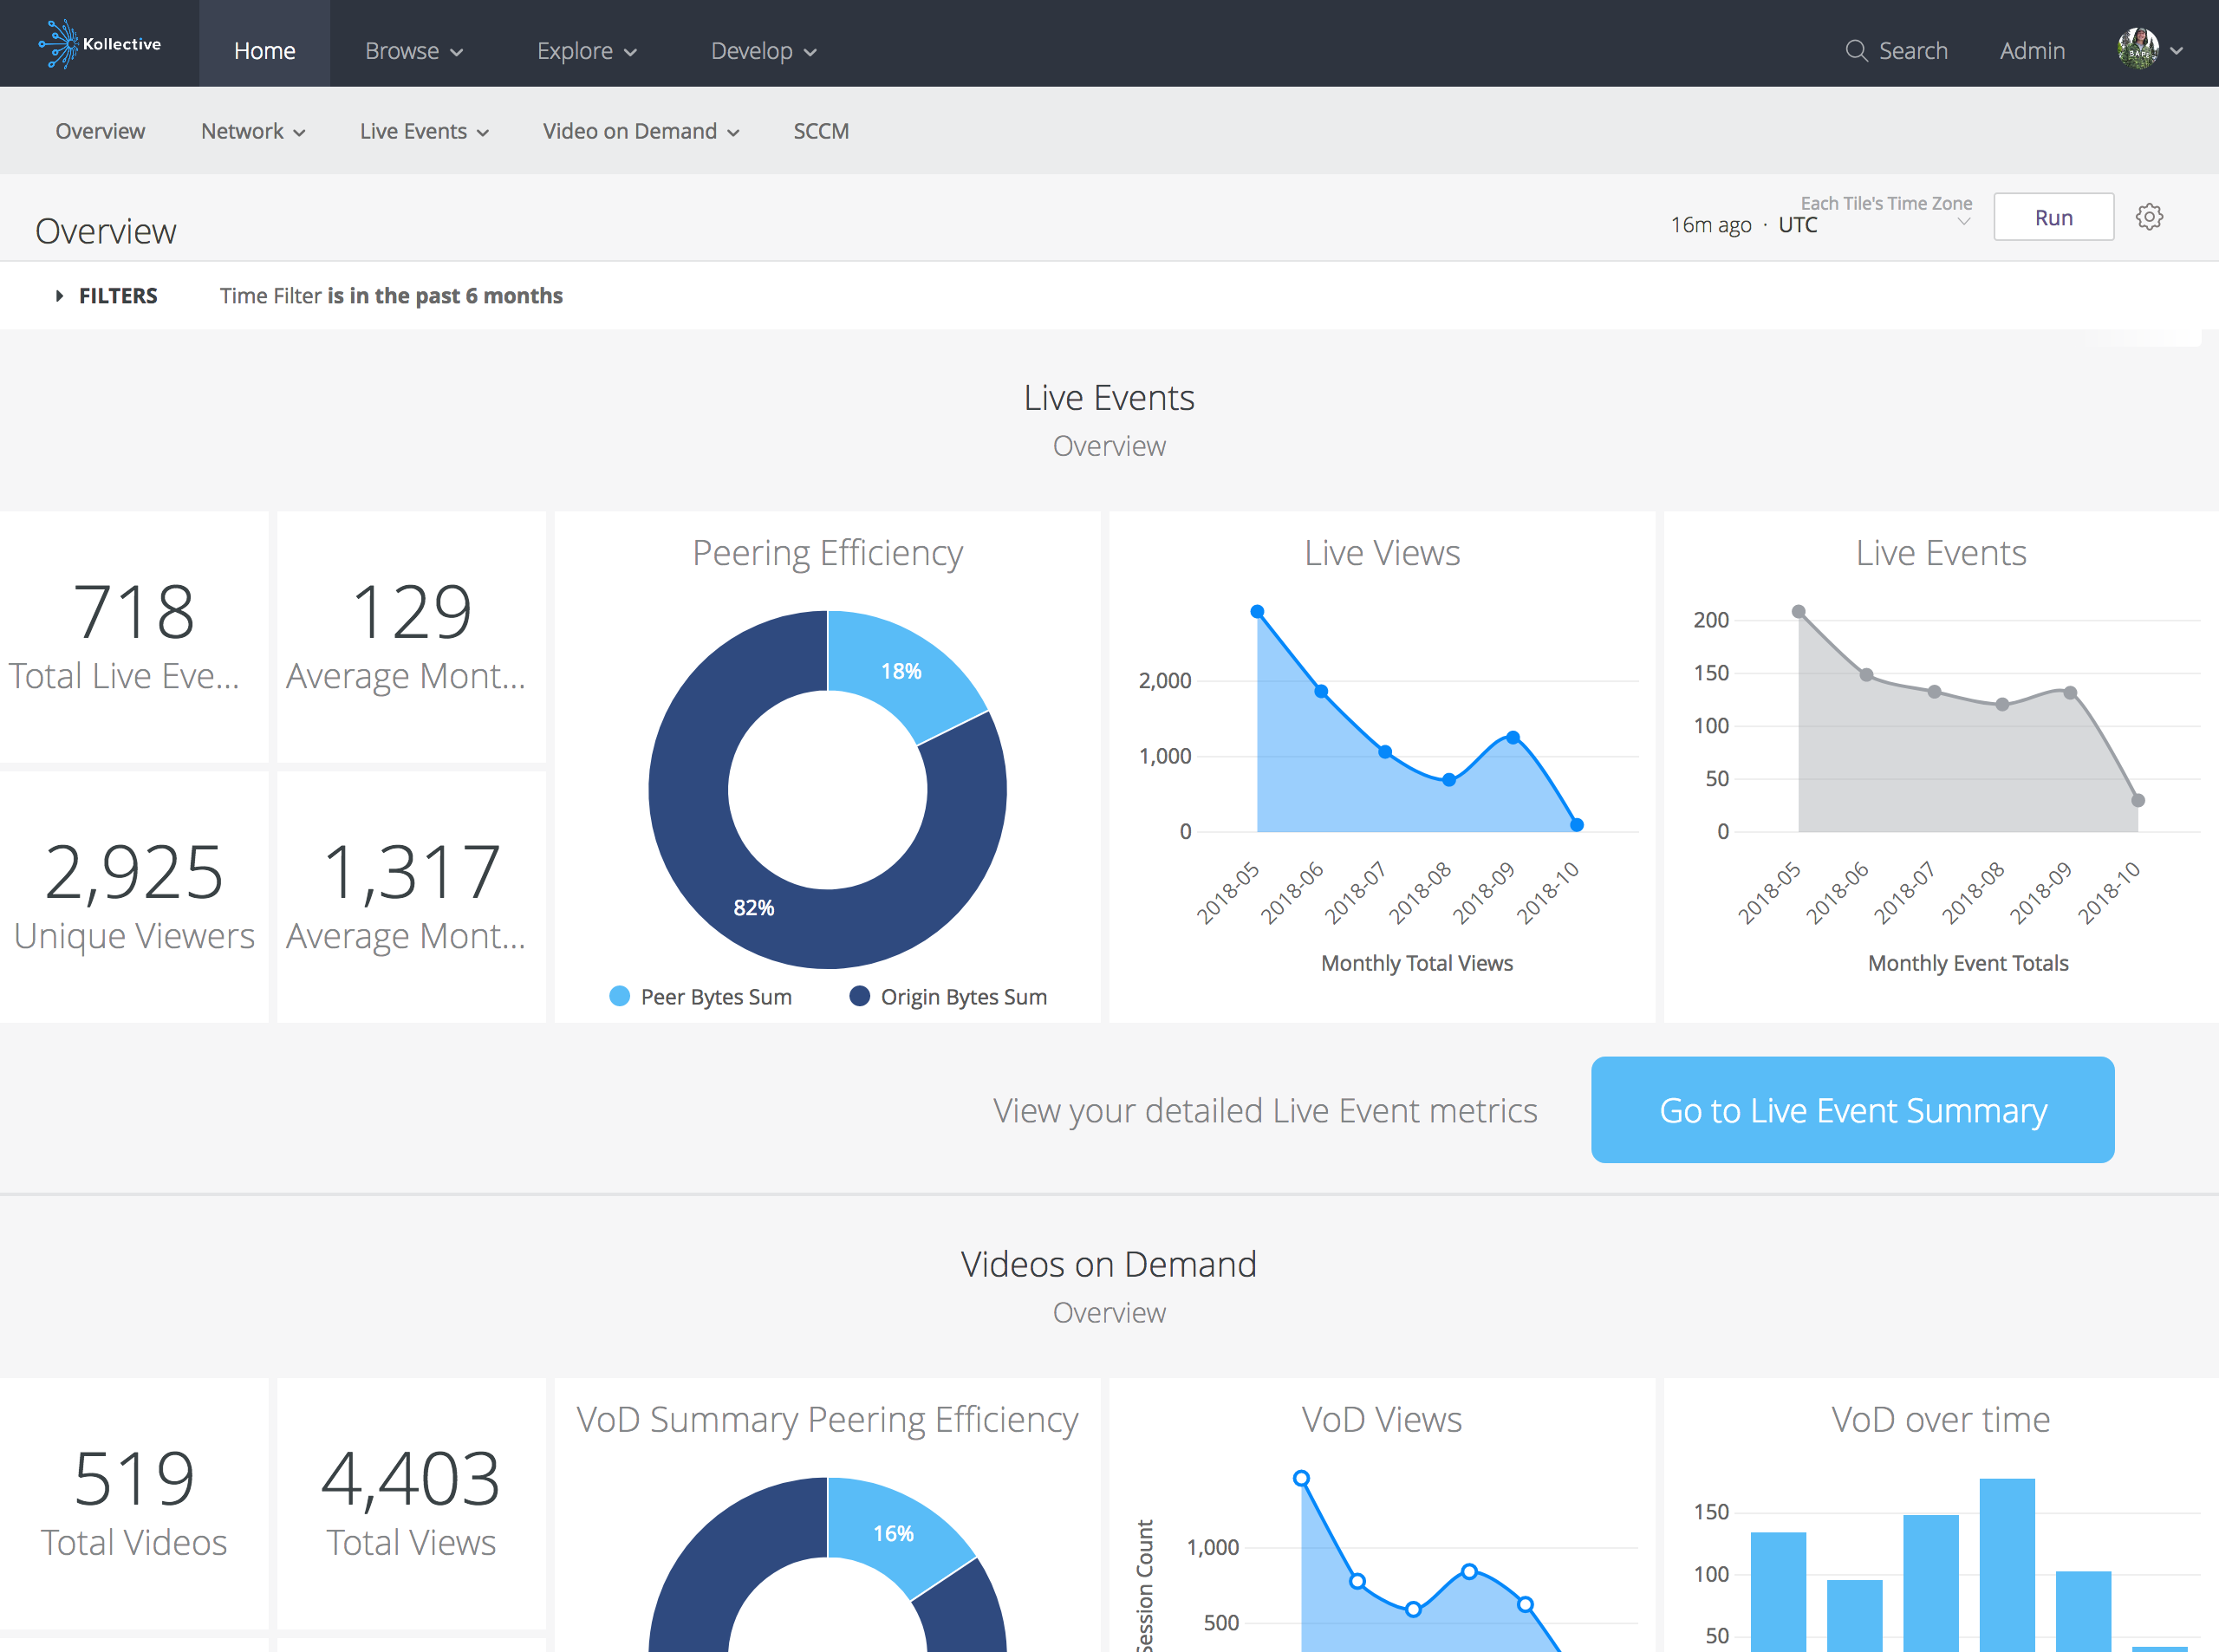 Kollective
Home
Browse
Explore
Develop
Search
Admin
Overview
Network
Live Events
Video on Demand
SCCM
Overview
Each Tile's Time Zone
16m ago · UTC
Run
FILTERS
Time Filter is in the past 6 months
Live Events
Overview
718
Total Live Eve...
129
Average Mont...
2,925
Unique Viewers
1,317
Average Mont...
Peering Efficiency
18%
82%
Peer Bytes Sum
Origin Bytes Sum
Live Views
2,000
1,000
0
2018-05
2018-06
2018-07
2018-08
2018-09
2018-10
Monthly Total Views
Live Events
200
150
100
50
0
2018-05
2018-06
2018-07
2018-08
2018-09
2018-10
Monthly Event Totals
View your detailed Live Event metrics
Go to Live Event Summary
Videos on Demand
Overview
519
Total Videos
4,403
Total Views
VoD Summary Peering Efficiency
16%
VoD Views
Session Count
1,000
500
VoD over time
150
100
50